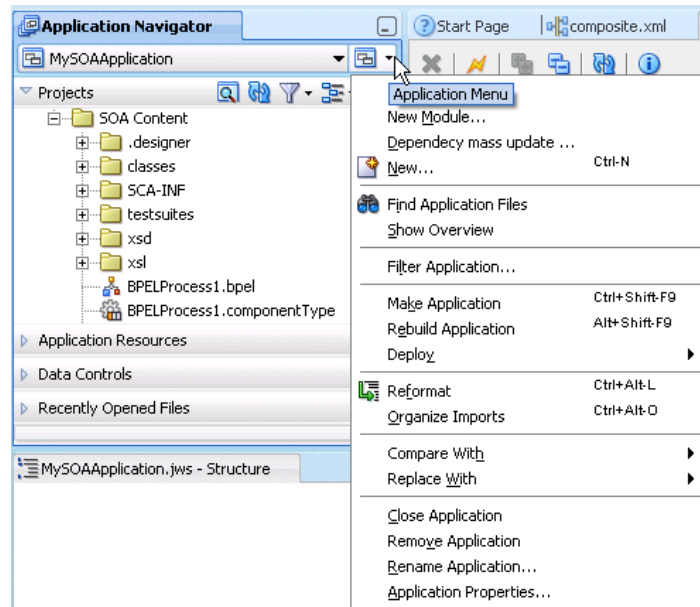 Application Navigator
Start Page
composite.xml
MySOAApplication
Projects
Application Menu
SOA Content
.designer
classes
SCA-INF
testsuites
xsd
xsl
BPELProcess1.bpel
BPELProcess1.componentType
Application Resources
Data Controls
Recently Opened Files
MySOAApplication.jws - Structure
New Module...
Dependecy mass update ...
New... Ctrl-N
Find Application Files
Show Overview
Filter Application...
Make Application Ctrl+Shift-F9
Rebuild Application Alt+Shift-F9
Deploy
Reformat Ctrl+Alt-L
Organize Imports Ctrl+Alt-O
Compare With
Replace With
Close Application
Remove Application
Rename Application...
Application Properties...